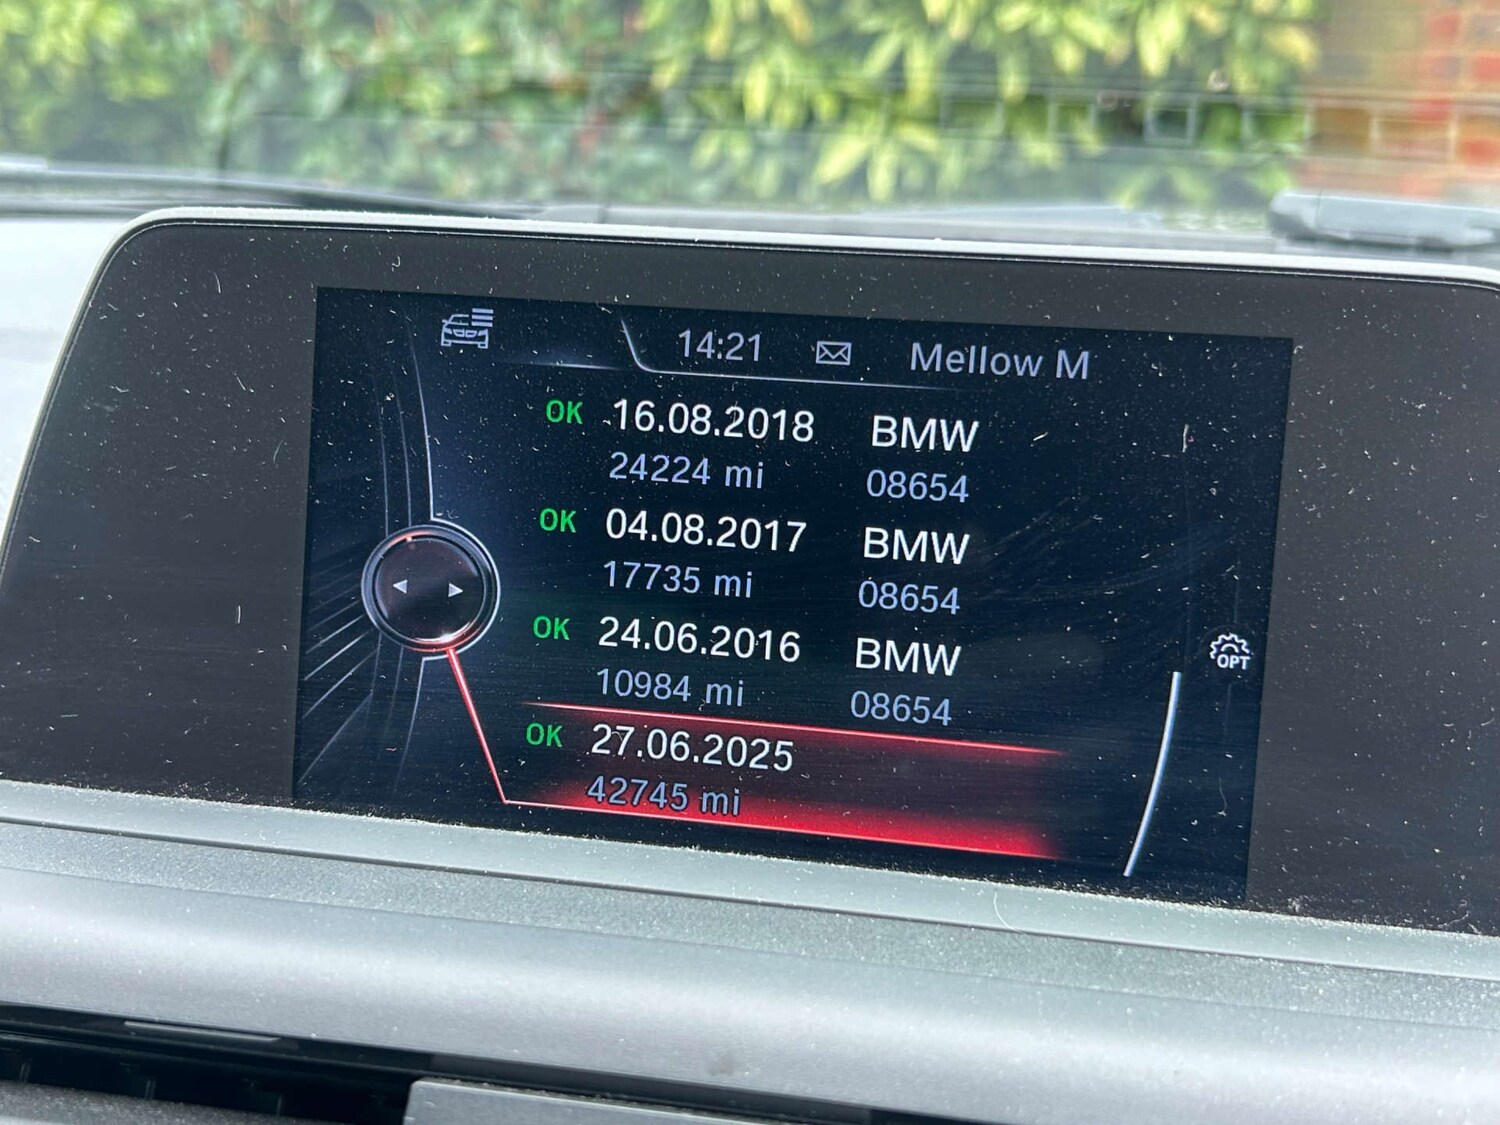 14:21 Mellow M
OK 16.08.2018 BMW
24224 mi 08654
OK 04.08.2017 BMW
17735 mi 08654
OK 24.06.2016 BMW
10984 mi 08654
OPT
OK 27.06.2025
42745 mi